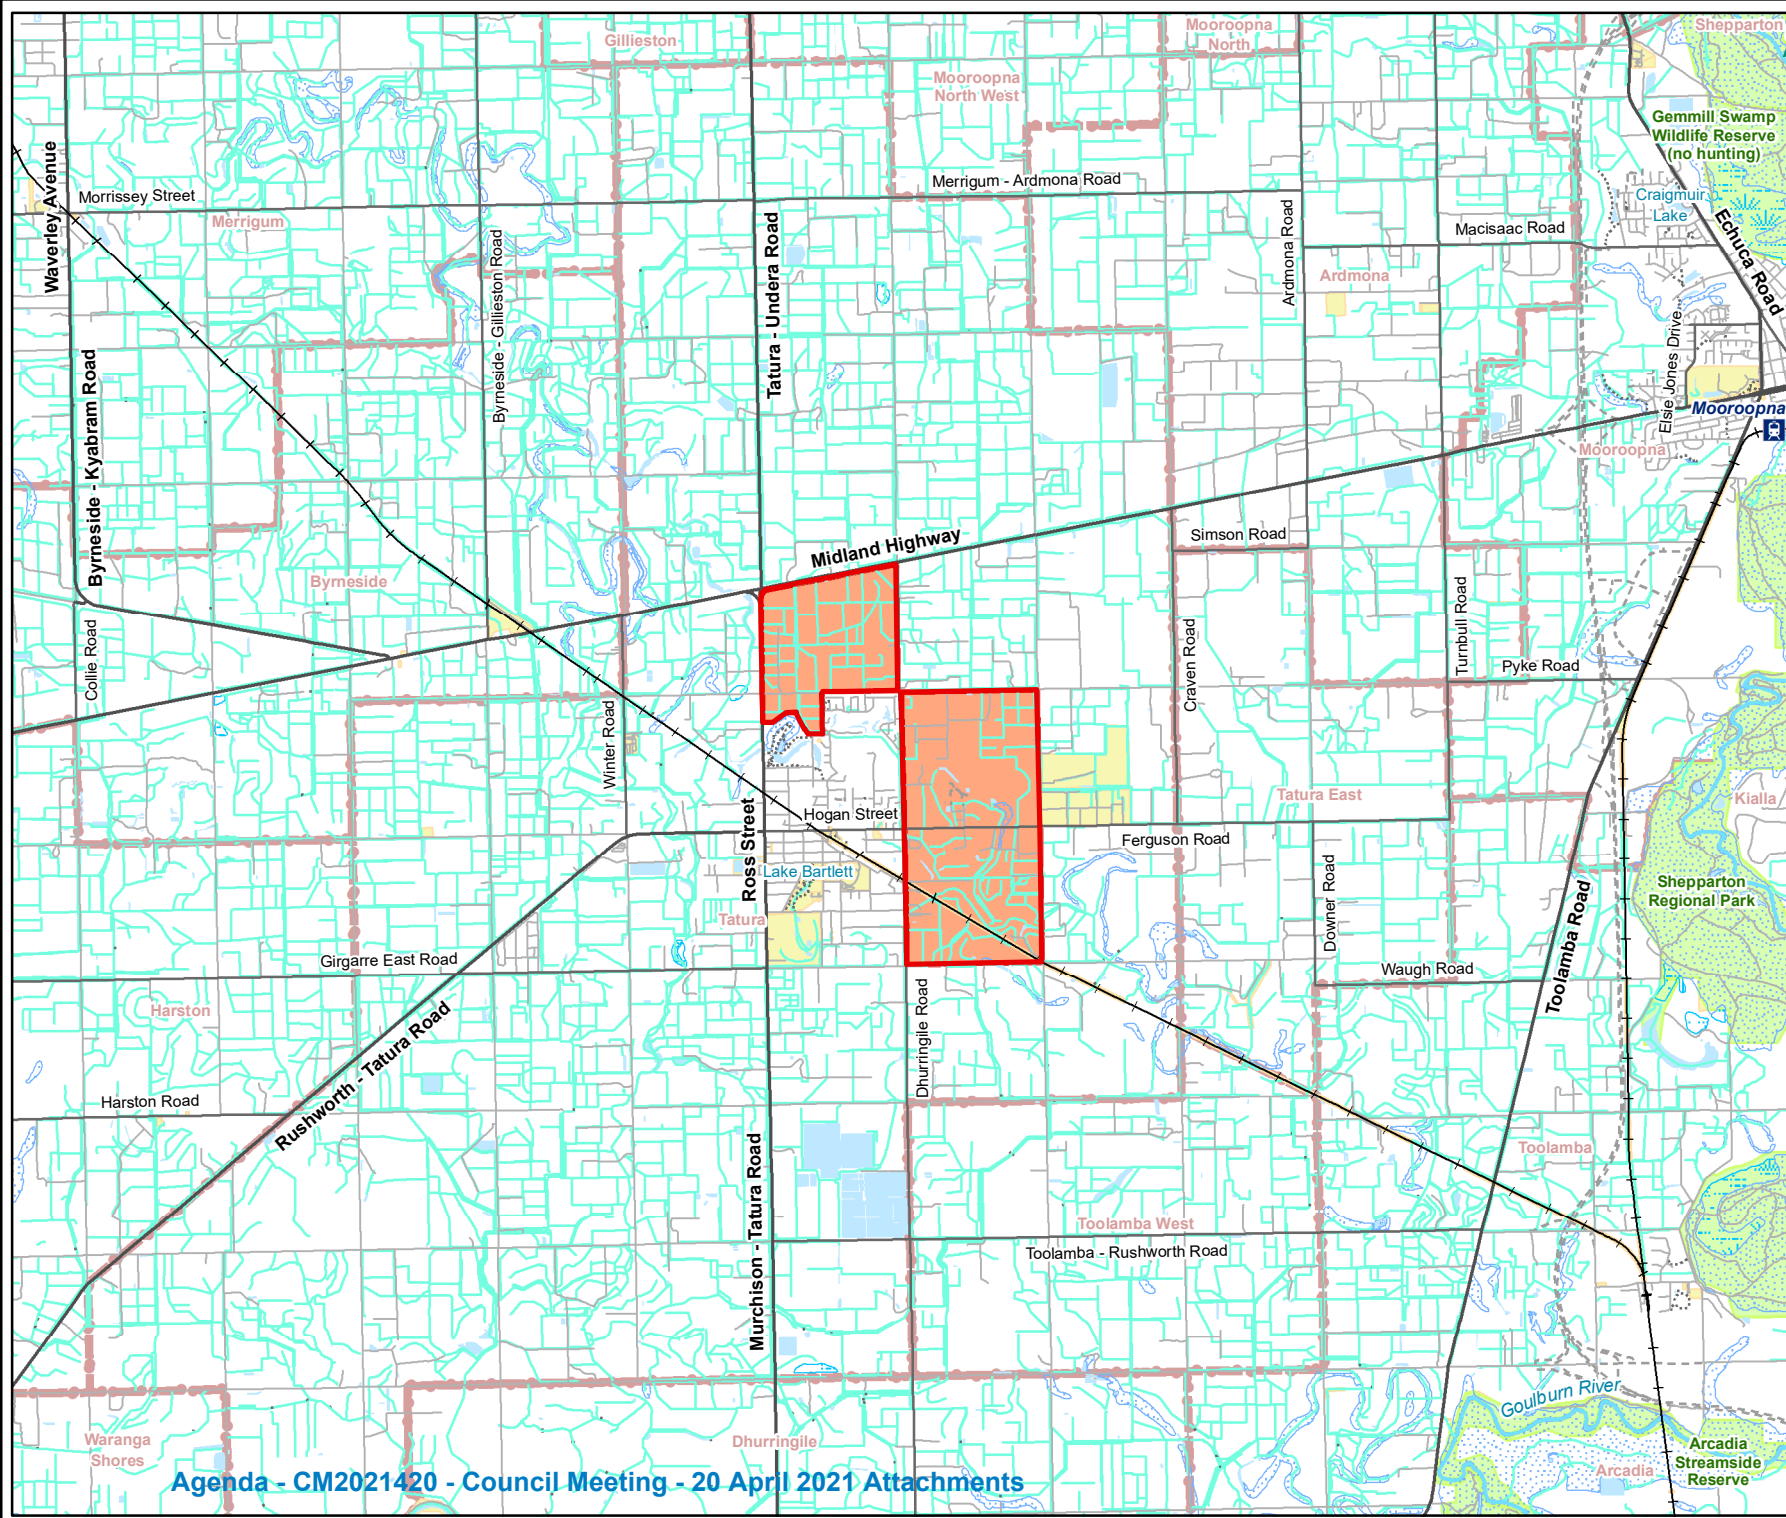 Gillieston
Mooroopna
North
Shepparton
Mooroopna
North West
Gemmill Swamp
Wildlife Reserve
(no hunting)
Waverley Avenue
Morrissey Street
Merrigum - Ardmona Road
Craigmuir
Lake
Merrigum
Tatura - Undera Road
Byrneside - Gillieston Road
Ardmona Road
Macisaac Road
Echuca Road
Ardmona
Elsie Jones Drive
Byrneside - Kyabram Road
Mooroopna
Mooroopna
Midland Highway
Simson Road
Byrneside
Collie Road
Turnbull Road
Craven Road
Pyke Road
Winter Road
Tatura East
Kialla
Hogan Street
Ross Street
Ferguson Road
Lake Bartlett
Downer Road
Shepparton
Regional Park
Tatura
Toolamba Road
Girgarre East Road
Waugh Road
Harston
Rushworth - Tatura Road
Dhurringile Road
Harston Road
Murchison - Tatura Road
Toolamba
Toolamba West
Toolamba - Rushworth Road
Goulburn River
Waranga
Shores
Dhurringile
Arcadia
Streamside
Reserve
Arcadia
Agenda - CM2021420 - Council Meeting - 20 April 2021 Attachments